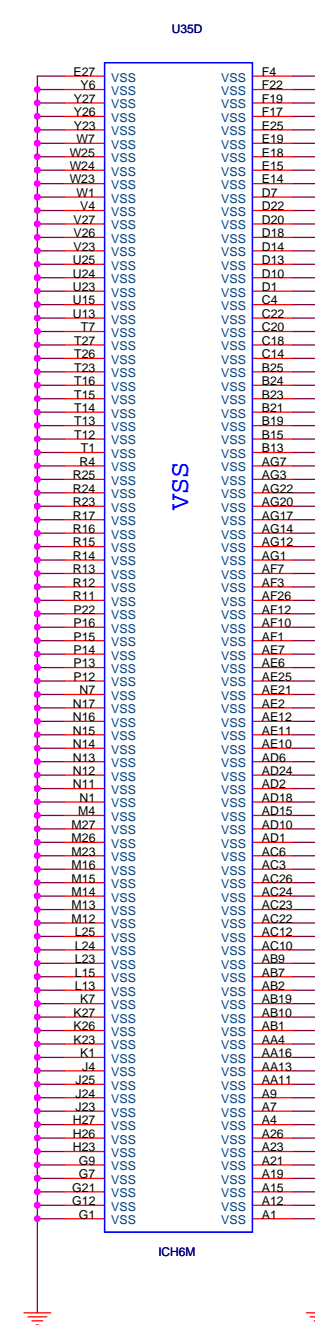 U35D
E27 VSS VSS F4
Y6 VSS VSS F22
Y27 VSS VSS F19
Y26 VSS VSS F17
Y23 VSS VSS E25
W7 VSS VSS E19
W25 VSS VSS E18
W24 VSS VSS E15
W23 VSS VSS E14
W1 VSS VSS D7
V4 VSS VSS D22
V27 VSS VSS D20
V26 VSS VSS D18
V23 VSS VSS D14
U25 VSS VSS D13
U24 VSS VSS D10
U23 VSS VSS D1
U15 VSS VSS C4
U13 VSS VSS C22
T7 VSS VSS C20
T27 VSS VSS C18
T26 VSS VSS C14
T23 VSS VSS B25
T16 VSS VSS B24
T15 VSS VSS B23
T14 VSS VSS B21
T13 VSS VSS B19
T12 VSS VSS B15
T1 VSS VSS B13
R4 VSS VSS AG7
R25 VSS VSS AG3
VSS
R24 VSS VSS AG22
R23 VSS VSS AG20
R17 VSS VSS AG17
R16 VSS VSS AG14
R15 VSS VSS AG12
R14 VSS VSS AG1
R13 VSS VSS AF7
R12 VSS VSS AF3
R11 VSS VSS AF26
P22 VSS VSS AF12
P16 VSS VSS AF10
P15 VSS VSS AF1
P14 VSS VSS AE7
P13 VSS VSS AE6
P12 VSS VSS AE25
N7 VSS VSS AE21
N17 VSS VSS AE2
N16 VSS VSS AE12
N15 VSS VSS AE11
N14 VSS VSS AE10
N13 VSS VSS AD6
N12 VSS VSS AD24
N11 VSS VSS AD2
N1 VSS VSS AD18
M4 VSS VSS AD15
M27 VSS VSS AD10
M26 VSS VSS AD1
M23 VSS VSS AC6
M16 VSS VSS AC3
M15 VSS VSS AC26
M14 VSS VSS AC24
M13 VSS VSS AC23
M12 VSS VSS AC22
L25 VSS VSS AC12
L24 VSS VSS AC10
L23 VSS VSS AB9
L15 VSS VSS AB7
L13 VSS VSS AB2
K7 VSS VSS AB19
K27 VSS VSS AB10
K26 VSS VSS AB1
K23 VSS VSS AA4
K1 VSS VSS AA16
J4 VSS VSS AA13
J25 VSS VSS AA11
J24 VSS VSS A9
J23 VSS VSS A7
H27 VSS VSS A4
H26 VSS VSS A26
H23 VSS VSS A23
G9 VSS VSS A21
G7 VSS VSS A19
G21 VSS VSS A15
G12 VSS VSS A12
G1 VSS VSS A1
ICH6M